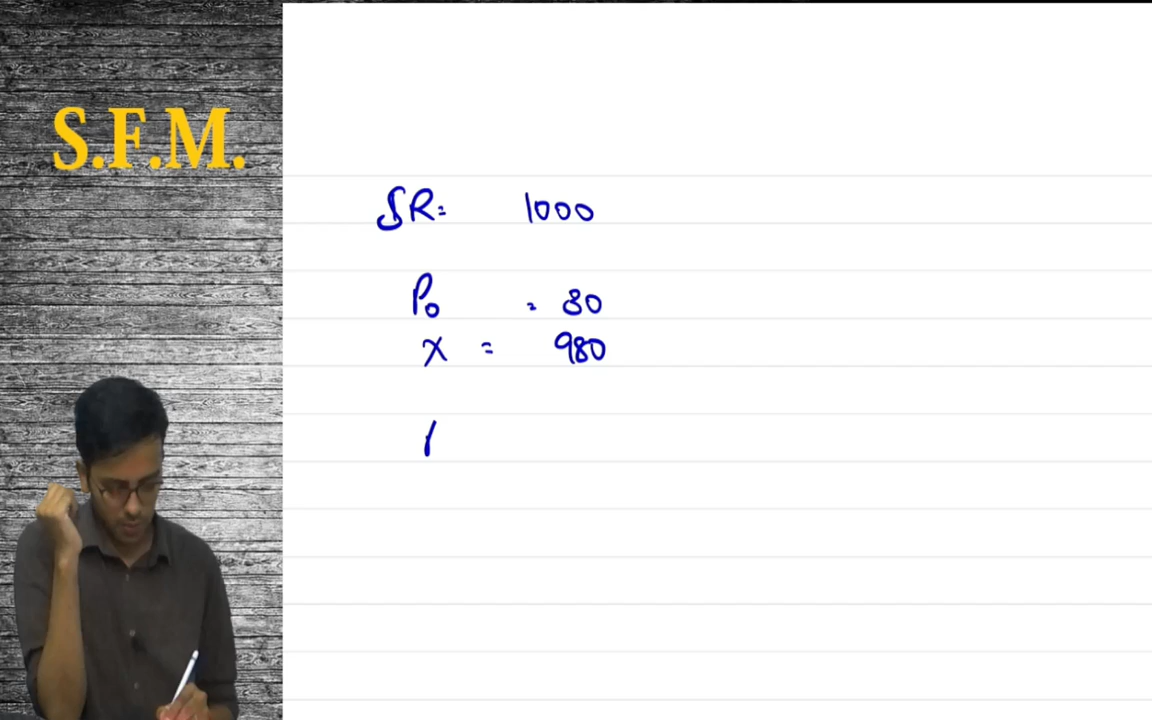 S.F.M.
SR= 1000
P₀ = 80
X = 980